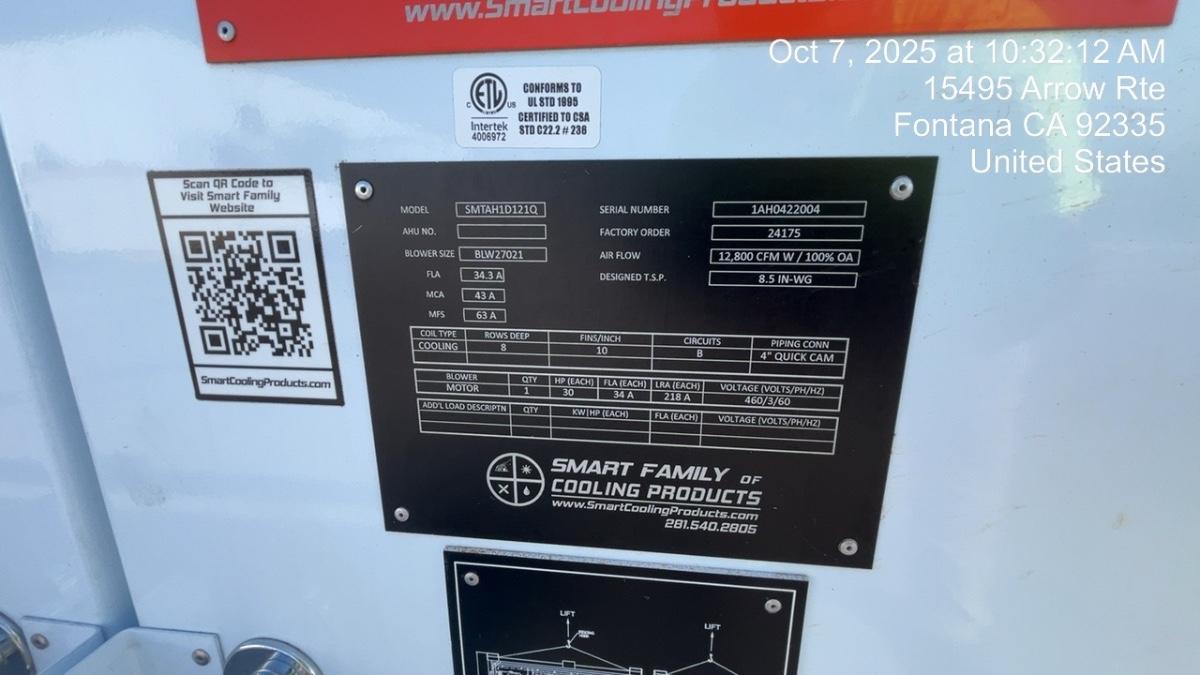 www.SmartCoolingProducts
Oct 7, 2025 at 10:32:12 AM
15495 Arrow Rte
Fontana CA 92335
United States
ETL
C US
Intertek
4006972
CONFORMS TO
UL STD 1995
CERTIFIED TO CSA
STD C22.2 # 236
Scan QR Code to
Visit Smart Family
Website
SmartCoolingProducts.com
MODEL SMTAH1D121Q SERIAL NUMBER 1AH0422004
AHU NO. FACTORY ORDER 24175
BLOWER SIZE BLW27021 AIR FLOW 12,800 CFM W / 100% OA
FLA 34.3 A DESIGNED T.S.P. 8.5 IN-WG
MCA 43 A
MFS 63 A
COIL TYPE ROWS DEEP FINS/INCH CIRCUITS PIPING CONN
COOLING 8 10 B 4" QUICK CAM
BLOWER QTY HP (EACH) FLA (EACH) LRA (EACH) VOLTAGE (VOLTS/PH/HZ)
MOTOR 1 30 34 A 218 A 460/3/60
ADD'L LOAD DESCRIPTN QTY KW|HP (EACH) FLA (EACH) VOLTAGE (VOLTS/PH/HZ)
SMART FAMILY OF
COOLING PRODUCTS
www.SmartCoolingProducts.com
281.540.2805
LIFT LIFT